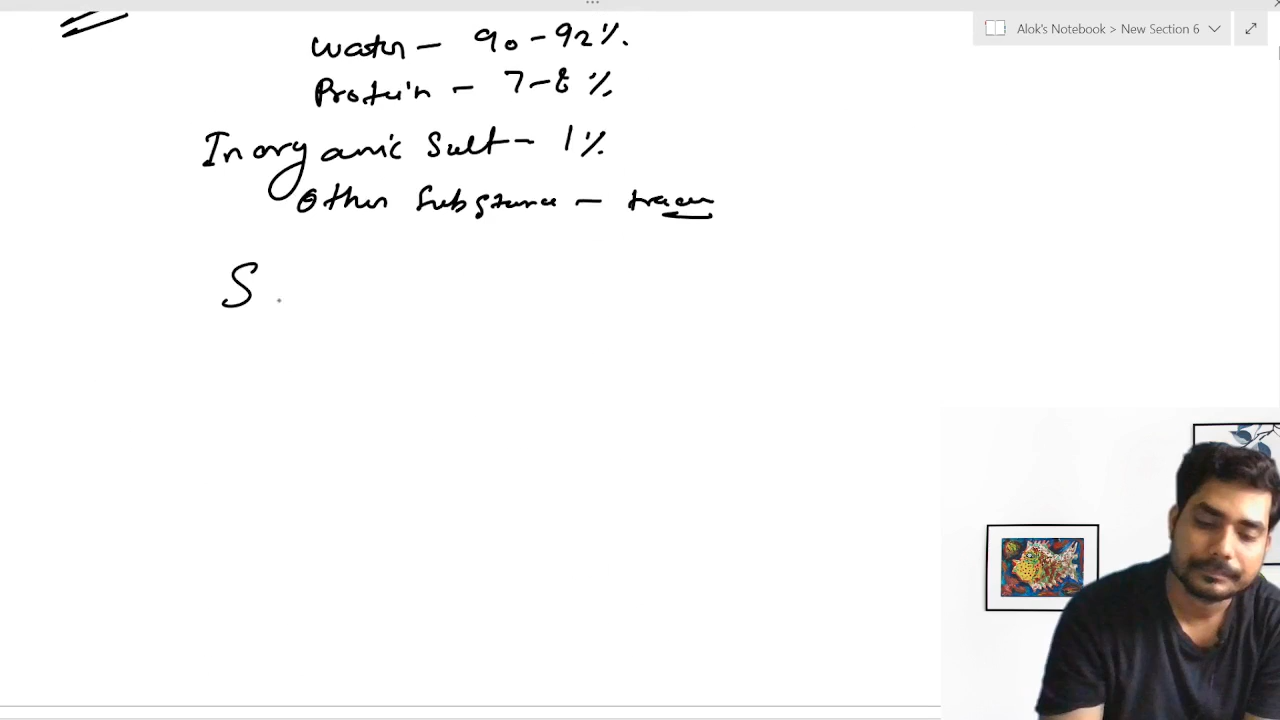 Alok's Notebook > New Section 6
Water - 90-92%.
Protein - 7-8%
Inorganic Salt - 1%.
Other Substance - traces
S